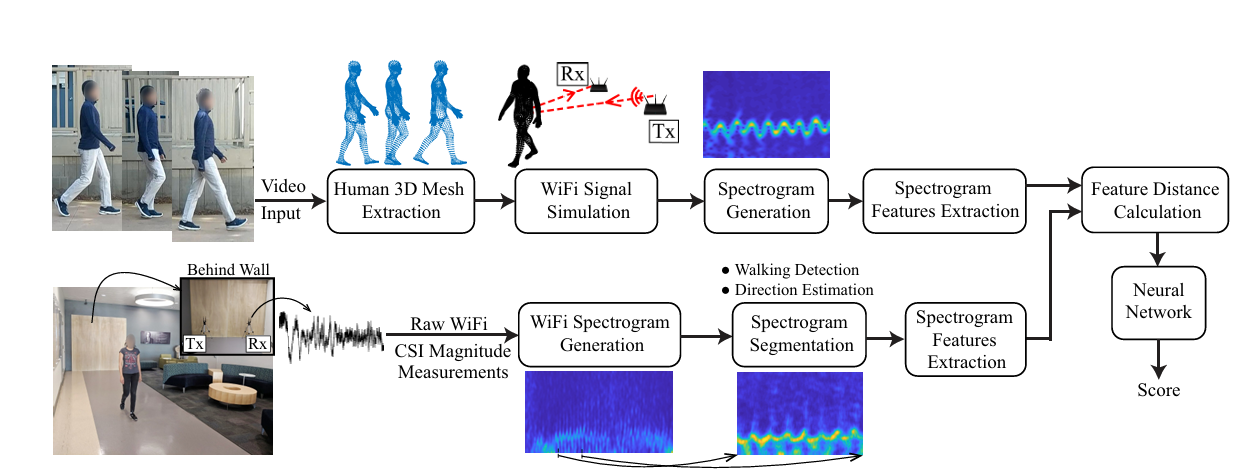 Rx
Tx
Video
Input
Human 3D Mesh
Extraction
WiFi Signal
Simulation
Spectrogram
Generation
Spectrogram
Features Extraction
Feature Distance
Calculation
Behind Wall
Tx
Rx
Raw WiFi
CSI Magnitude
Measurements
WiFi Spectrogram
Generation
● Walking Detection
● Direction Estimation
Spectrogram
Segmentation
Spectrogram
Features
Extraction
Neural
Network
Score